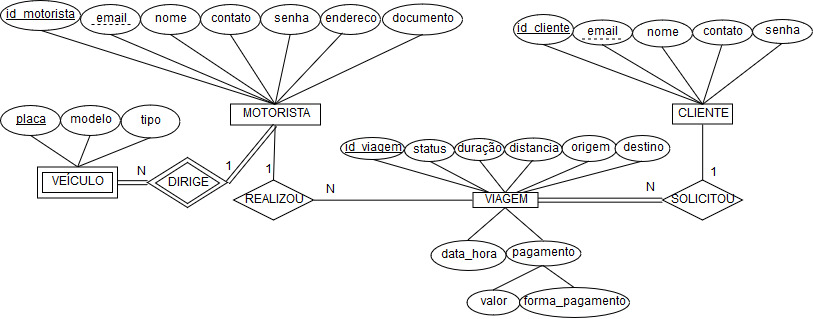 id_motorista
email
nome
contato
senha
endereco
documento
id_cliente
email
nome
contato
senha
MOTORISTA
CLIENTE
placa
modelo
tipo
id_viagem
status
duração
distancia
origem
destino
VEÍCULO
N
DIRIGE
1
1
REALIZOU
N
VIAGEM
N
SOLICITOU
1
data_hora
pagamento
valor
forma_pagamento